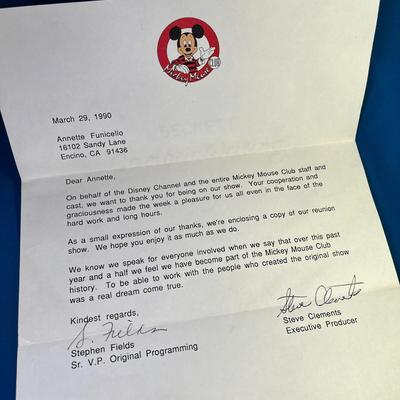 Mickey Mouse
March 29, 1990
Annette Funicello
16102 Sandy Lane
Encino, CA 91436
Dear Annette,
On behalf of the Disney Channel and the entire Mickey Mouse Club staff and
cast, we want to thank you for being on our show. Your cooperation and
graciousness made the week a pleasure for us all even in the face of the
hard work and long hours.
As a small expression of our thanks, we're enclosing a copy of our reunion
show. We hope you enjoy it as much as we do.
We know we speak for everyone involved when we say that over this past
year and a half we feel we have become part of the Mickey Mouse Club
history. To be able to work with the people who created the original show
was a real dream come true.
Kindest regards,
S. Fields
Stephen Fields
Sr. V.P. Original Programming
Steve Clements
Steve Clements
Executive Producer